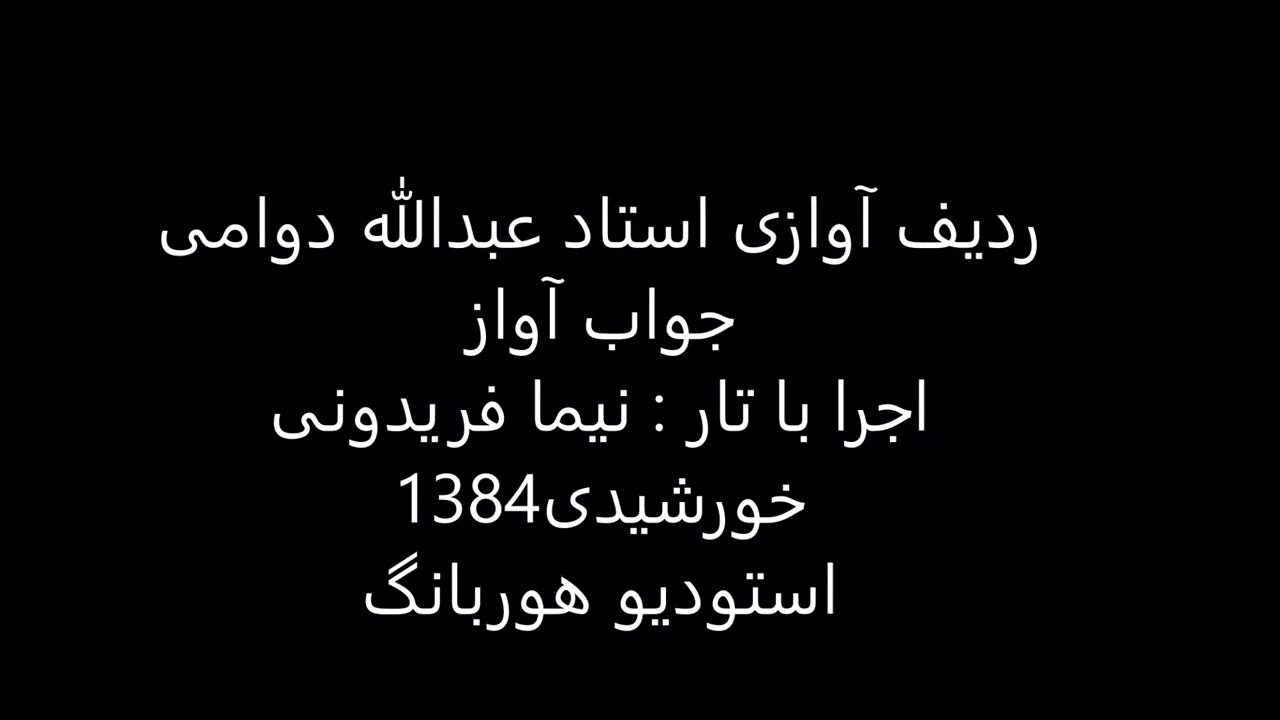 ردیف آوازی استاد عبدالله دوامی
جواب آواز
اجرا با تار : نیما فریدونی
خورشیدی1384
استودیو هوربانگ